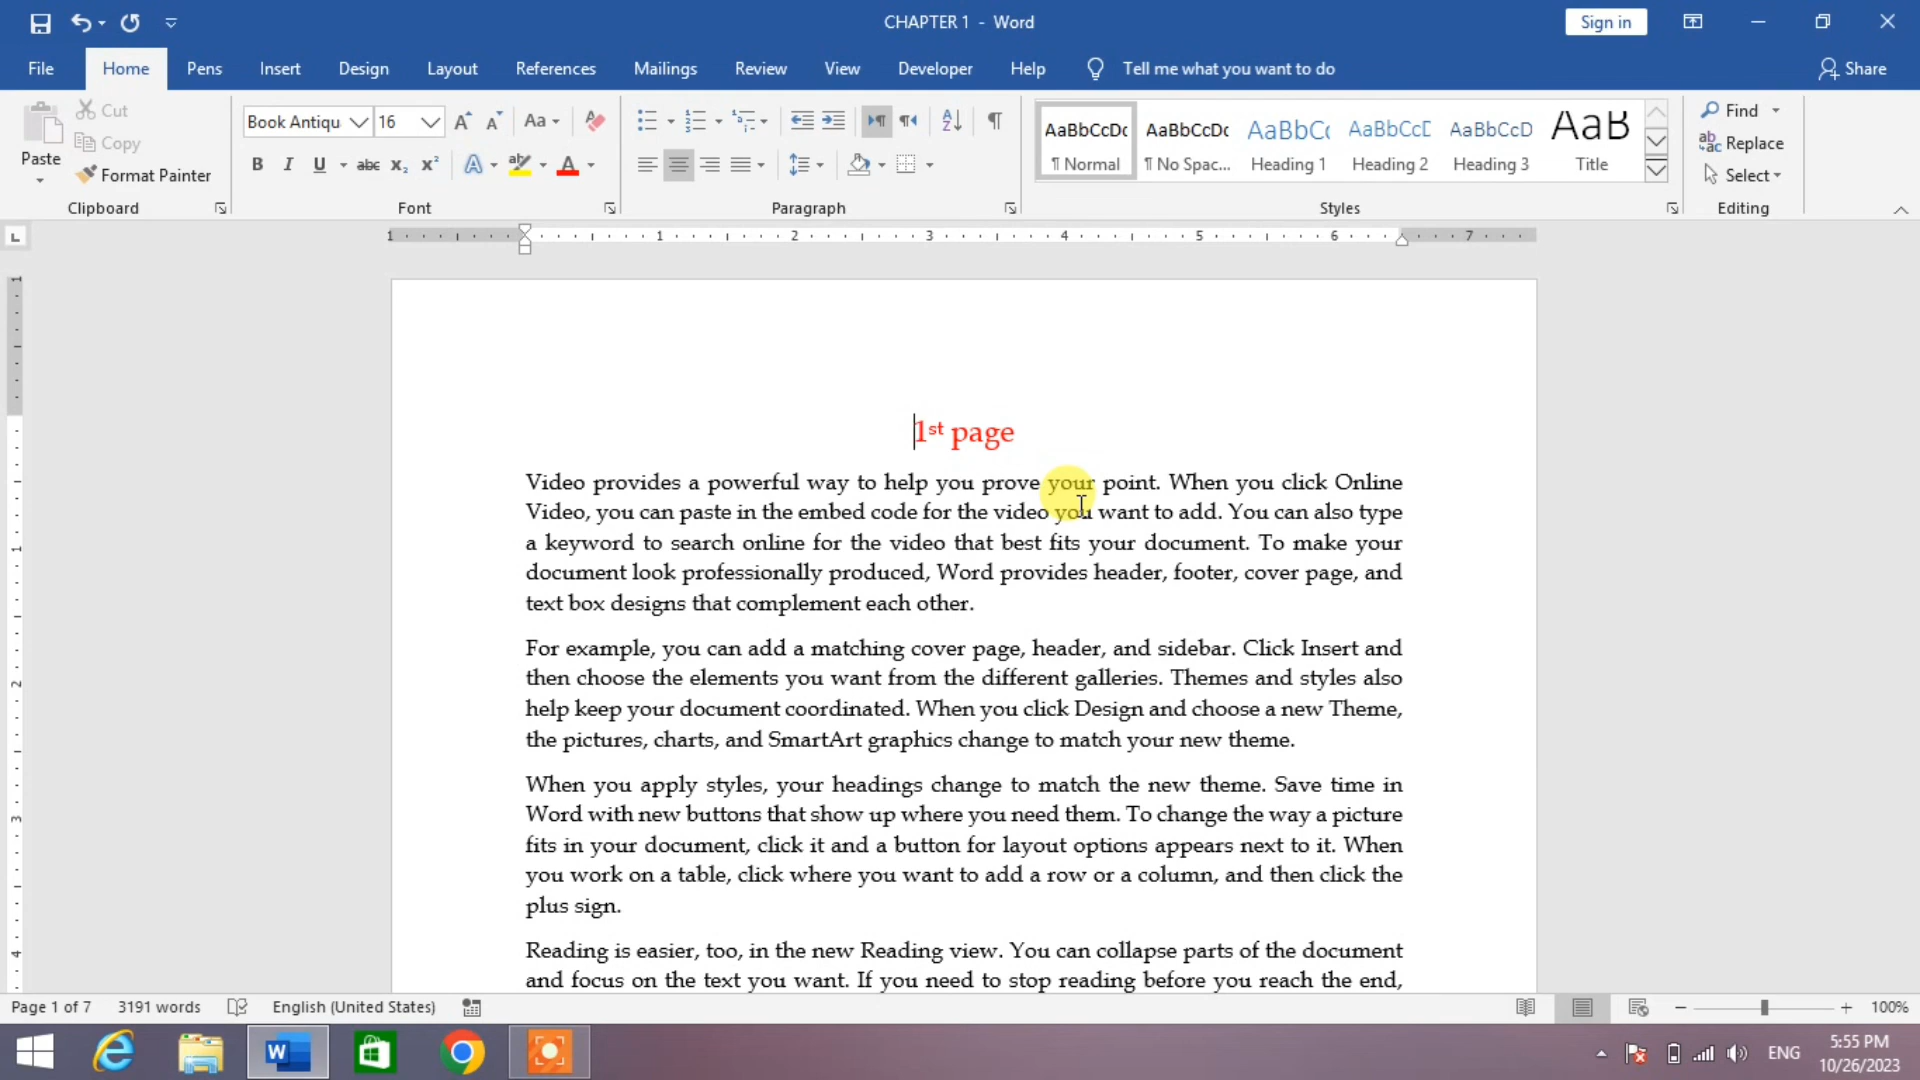 CHAPTER 1 - Word
Sign in
File Home Pens Insert Design Layout References Mailings Review View Developer Help Tell me what you want to do Share
Paste
Cut
Copy
Format Painter
Clipboard
Book Antiqu 16 Aa
B I U abc x₂ x² A ab A
Font
Paragraph
AaBbCcDc AaBbCcDc AaBbCc AaBbCcD AaBbCcD AaB
¶ Normal ¶ No Spac... Heading 1 Heading 2 Heading 3 Title
Styles
Find
Replace
Select
Editing
1 1 2 3 4 5 6 7
1st page
Video provides a powerful way to help you prove your point. When you click Online
Video, you can paste in the embed code for the video you want to add. You can also type
a keyword to search online for the video that best fits your document. To make your
document look professionally produced, Word provides header, footer, cover page, and
text box designs that complement each other.
For example, you can add a matching cover page, header, and sidebar. Click Insert and
then choose the elements you want from the different galleries. Themes and styles also
help keep your document coordinated. When you click Design and choose a new Theme,
the pictures, charts, and SmartArt graphics change to match your new theme.
When you apply styles, your headings change to match the new theme. Save time in
Word with new buttons that show up where you need them. To change the way a picture
fits in your document, click it and a button for layout options appears next to it. When
you work on a table, click where you want to add a row or a column, and then click the
plus sign.
Reading is easier, too, in the new Reading view. You can collapse parts of the document
and focus on the text you want. If you need to stop reading before you reach the end,
Page 1 of 7 3191 words English (United States) 100%
ENG
5:55 PM
10/26/2023